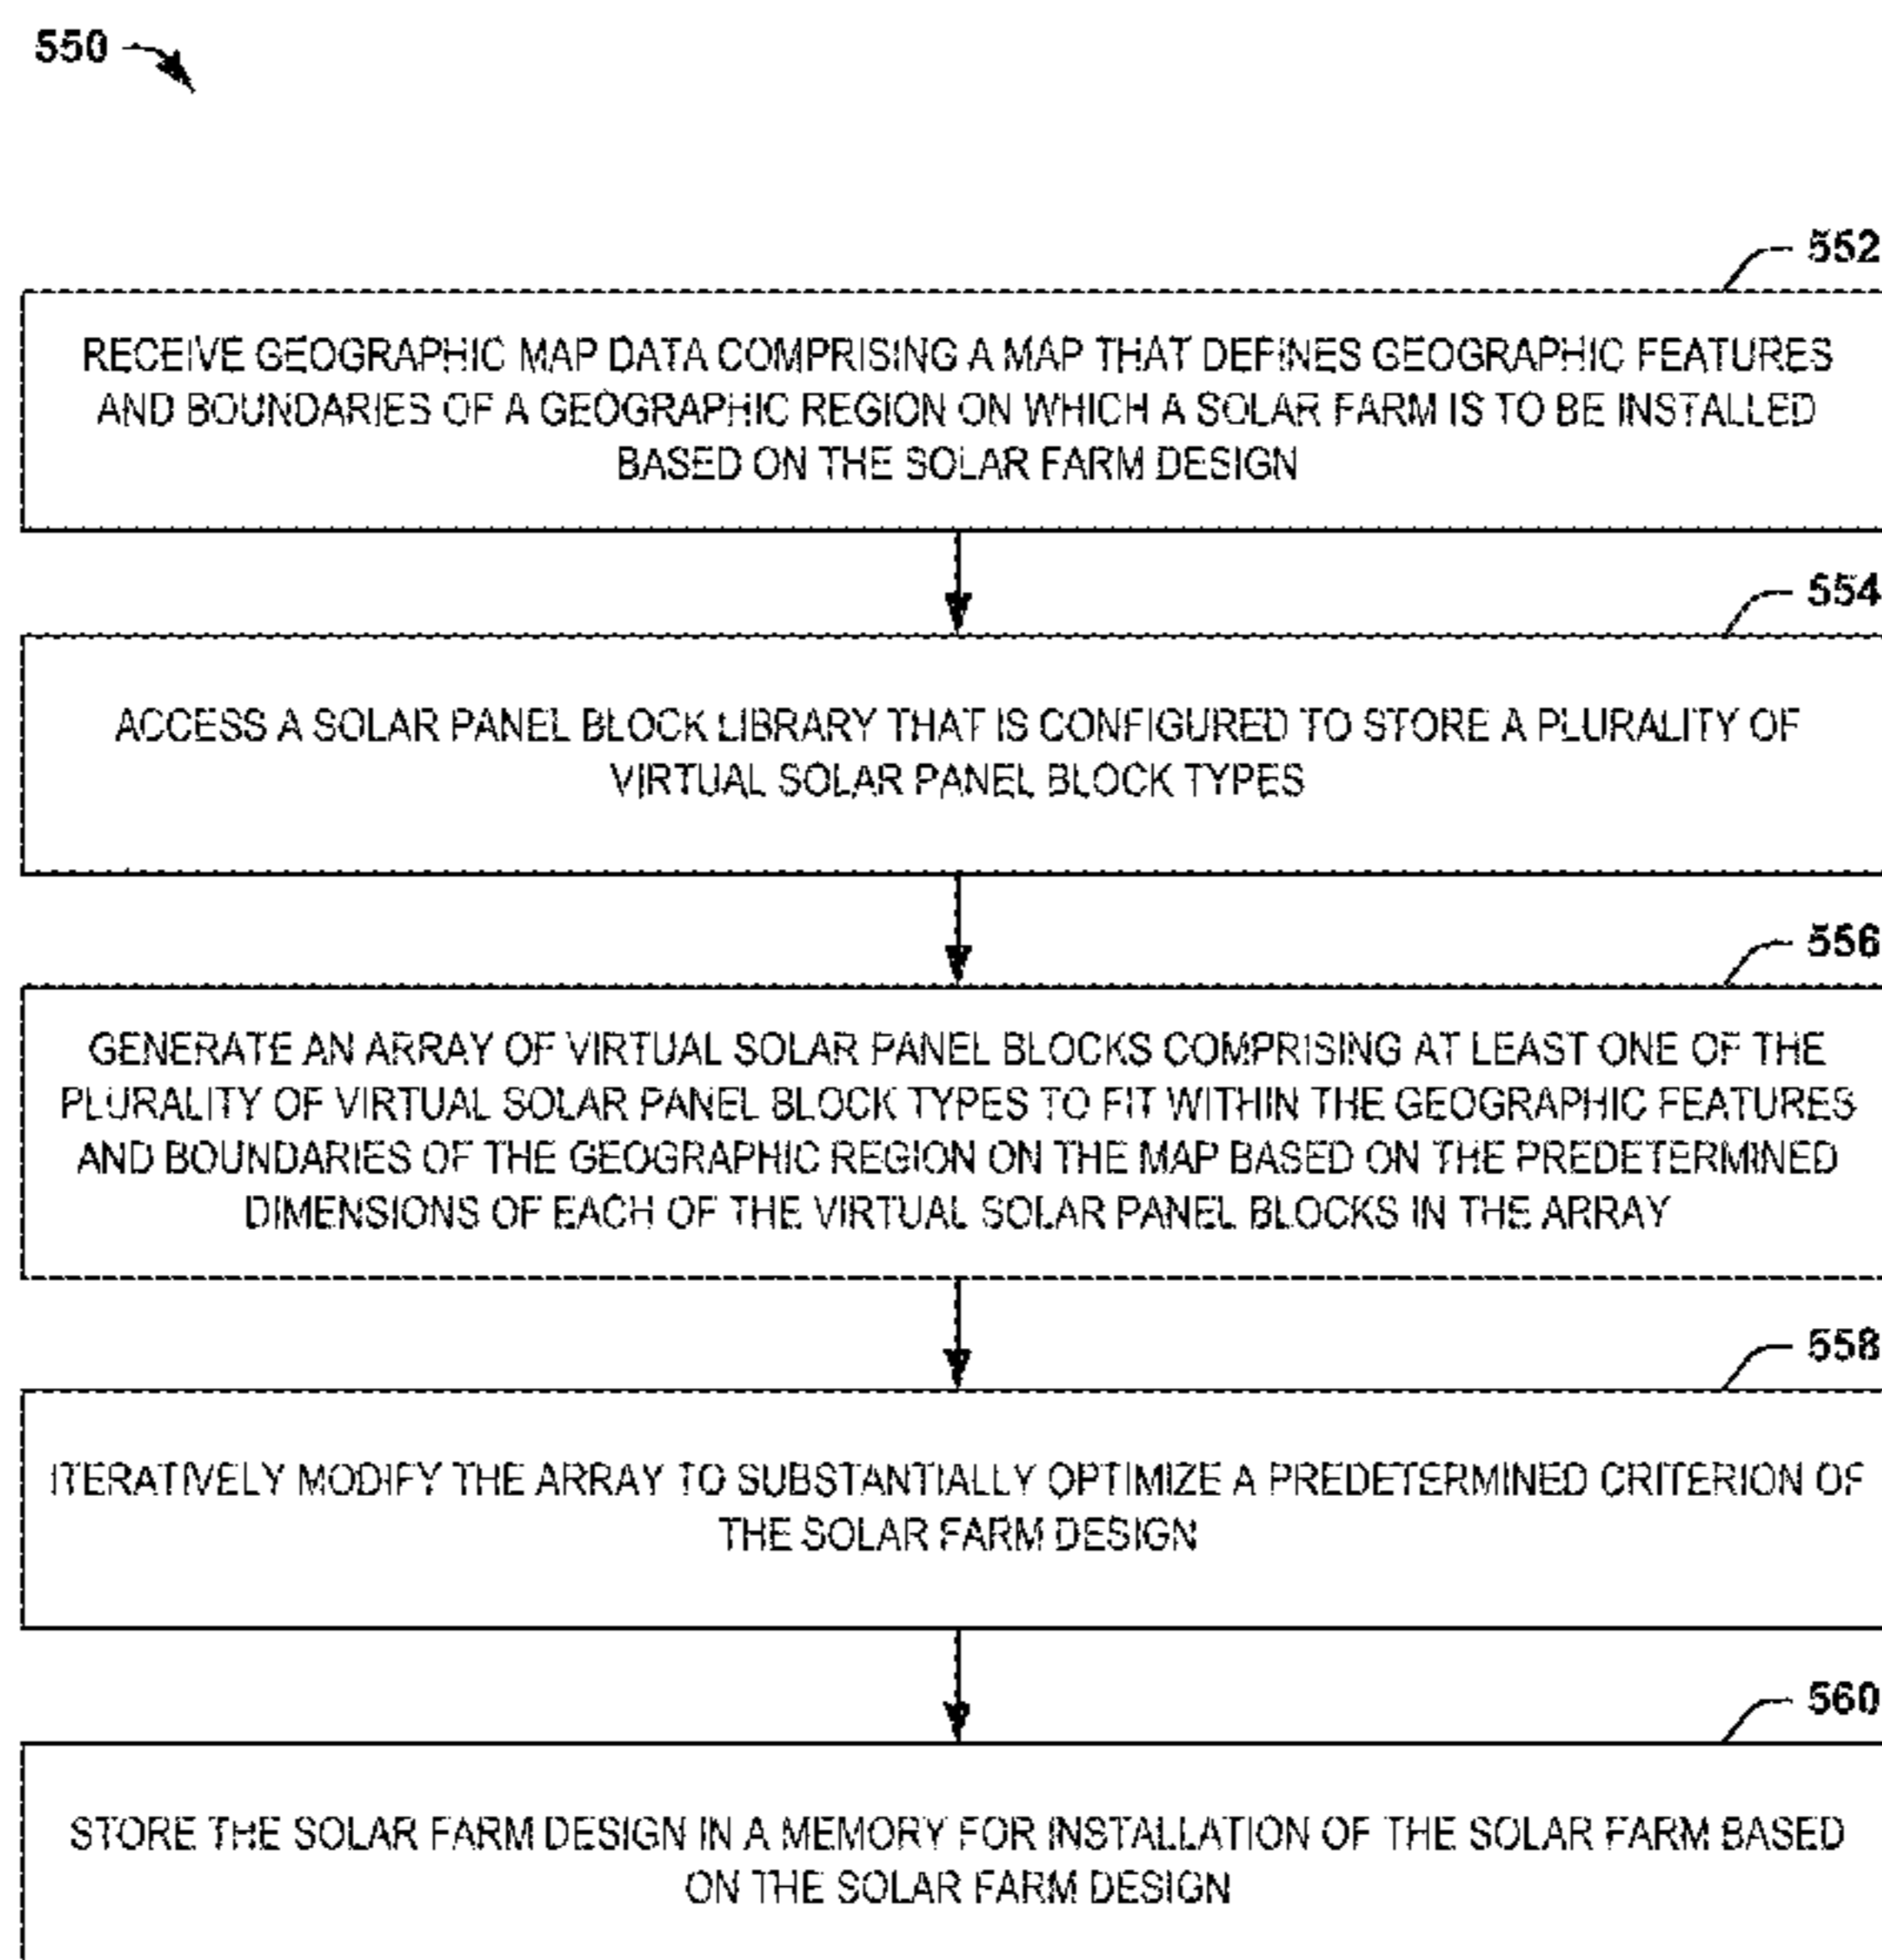 550
552
RECEIVE GEOGRAPHIC MAP DATA COMPRISING A MAP THAT DEFINES GEOGRAPHIC FEATURES
AND BOUNDARIES OF A GEOGRAPHIC REGION ON WHICH A SOLAR FARM IS TO BE INSTALLED
BASED ON THE SOLAR FARM DESIGN
554
ACCESS A SOLAR PANEL BLOCK LIBRARY THAT IS CONFIGURED TO STORE A PLURALITY OF
VIRTUAL SOLAR PANEL BLOCK TYPES
556
GENERATE AN ARRAY OF VIRTUAL SOLAR PANEL BLOCKS COMPRISING AT LEAST ONE OF THE
PLURALITY OF VIRTUAL SOLAR PANEL BLOCK TYPES TO FIT WITHIN THE GEOGRAPHIC FEATURES
AND BOUNDARIES OF THE GEOGRAPHIC REGION ON THE MAP BASED ON THE PREDETERMINED
DIMENSIONS OF EACH OF THE VIRTUAL SOLAR PANEL BLOCKS IN THE ARRAY
558
ITERATIVELY MODIFY THE ARRAY TO SUBSTANTIALLY OPTIMIZE A PREDETERMINED CRITERION OF
THE SOLAR FARM DESIGN
560
STORE THE SOLAR FARM DESIGN IN A MEMORY FOR INSTALLATION OF THE SOLAR FARM BASED
ON THE SOLAR FARM DESIGN